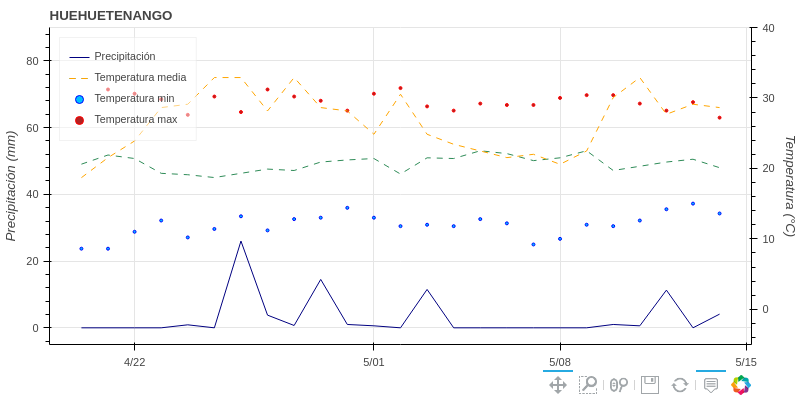 HUEHUETENANGO
Precipitación
Temperatura media
Temperatura min
Temperatura max
Precipitación (mm)
80
60
40
20
0
Temperatura (°C)
40
30
20
10
0
4/22
5/01
5/08
5/15